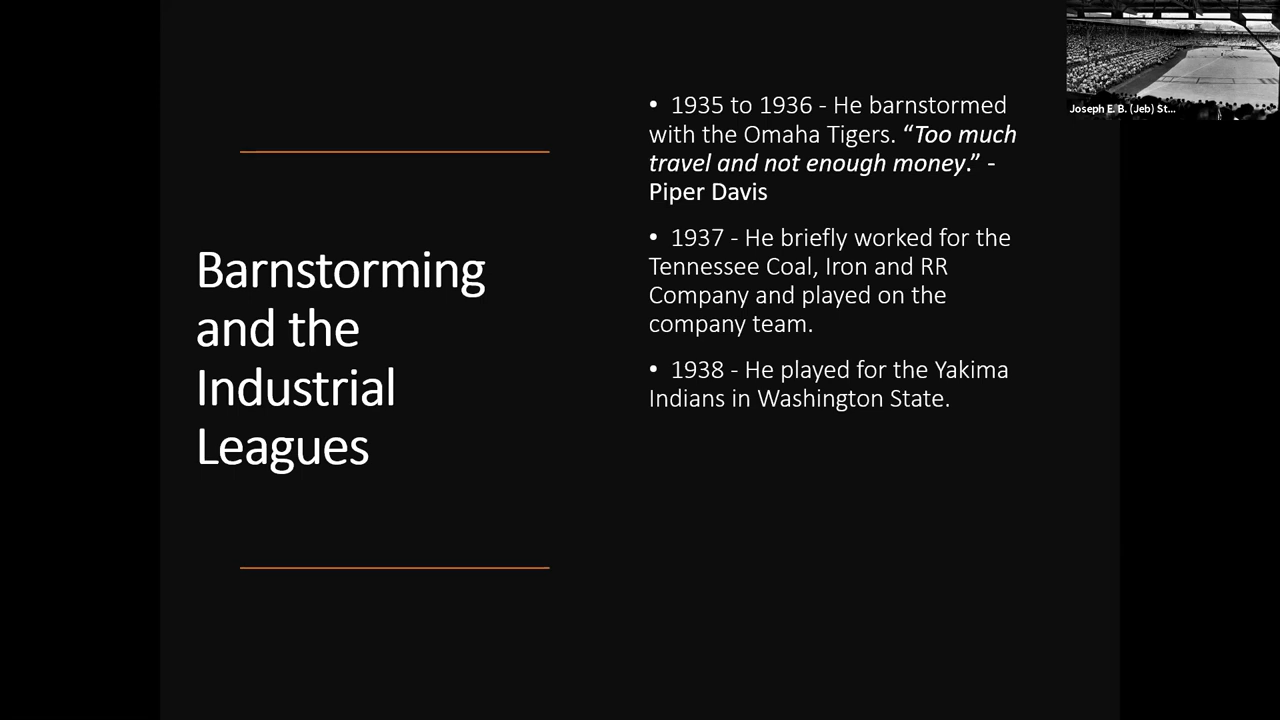 Barnstorming
and the
Industrial
Leagues
• 1935 to 1936 - He barnstormed
with the Omaha Tigers. “Too much
travel and not enough money.” -
Piper Davis
• 1937 - He briefly worked for the
Tennessee Coal, Iron and RR
Company and played on the
company team.
• 1938 - He played for the Yakima
Indians in Washington State.
Joseph E. B. (Jeb) St...